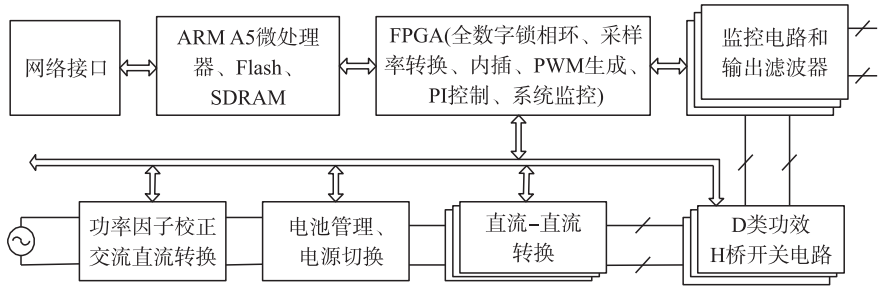 网络接口
ARM A5微处理
器、Flash、
SDRAM
FPGA(全数字锁相环、采样
率转换、内插、PWM生成、
PI控制、系统监控)
监控电路和
输出滤波器
功率因子校正
交流直流转换
电池管理、
电源切换
直流–直流
转换
D类功效
H桥开关电路